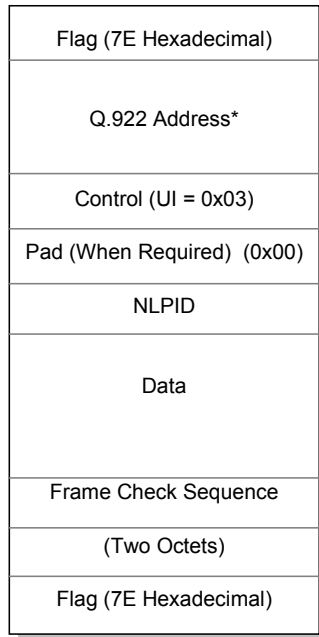 Flag (7E Hexadecimal)
Q.922 Address*
Control (UI = 0x03)
Pad (When Required) (0x00)
NLPID
Data
Frame Check Sequence
(Two Octets)
Flag (7E Hexadecimal)